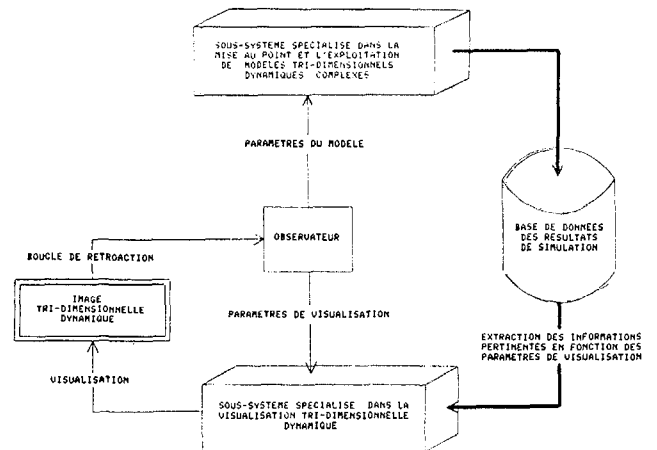 SOUS-SYSTEME SPECIALISE DANS LA
MISE AU POINT ET L'EXPLOITATION
DE MODELES TRI-DIMENSIONNELS
DYNAMIQUES COMPLEXES
PARAMETRES DU MODELE
OBSERVATEUR
BASE DE DONNÉES
DES RESULTATS
DE SIMULATION
BOUCLE DE RETROACTION
IMAGE
TRI-DIMENSIONNELLE
DYNAMIQUE
PARAMETRES DE VISUALISATION
EXTRACTION DES INFORMATIONS
PERTINENTES EN FONCTION DES
PARAMETRES DE VISUALISATION
VISUALISATION
SOUS-SYSTEME SPECIALISE DANS LA
VISUALISATION TRI-DIMENSIONNELLE
DYNAMIQUE